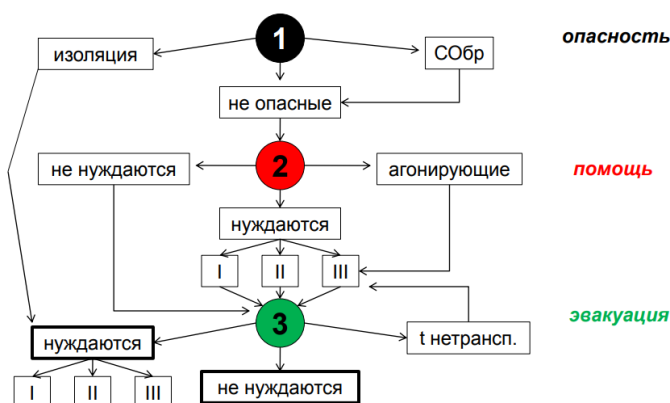 1
опасность
изоляция
СОбр
не опасные
не нуждаются
2
агонирующие
помощь
нуждаются
I
II
III
3
эвакуация
нуждаются
t нетрансп.
не нуждаются
I
II
III